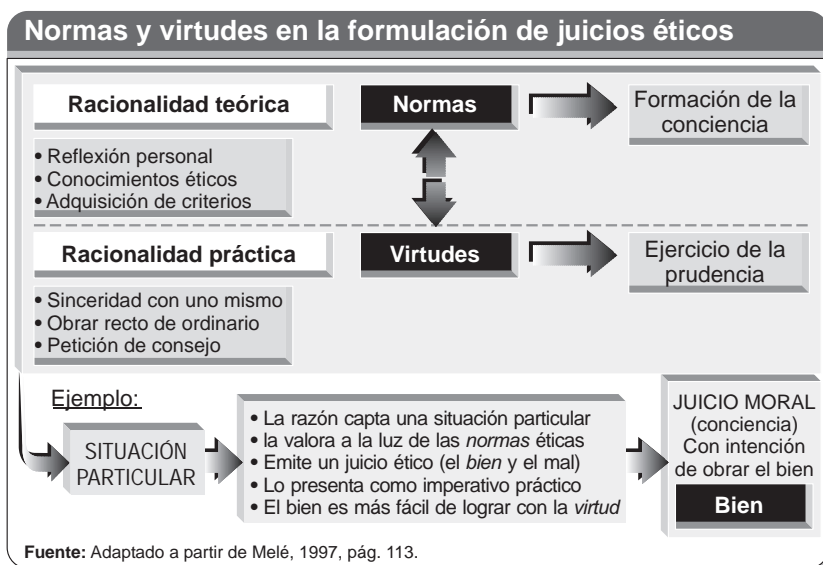 Normas y virtudes en la formulación de juicios éticos
Racionalidad teórica
Normas
Formación de la
conciencia
• Reflexión personal
• Conocimientos éticos
• Adquisición de criterios
Racionalidad práctica
Virtudes
Ejercicio de la
prudencia
• Sinceridad con uno mismo
• Obrar recto de ordinario
• Petición de consejo
Ejemplo:
SITUACIÓN
PARTICULAR
• La razón capta una situación particular
• la valora a la luz de las normas éticas
• Emite un juicio ético (el bien y el mal)
• Lo presenta como imperativo práctico
• El bien es más fácil de lograr con la virtud
JUICIO MORAL
(conciencia)
Con intención
de obrar el bien
Bien
Fuente: Adaptado a partir de Melé, 1997, pág. 113.